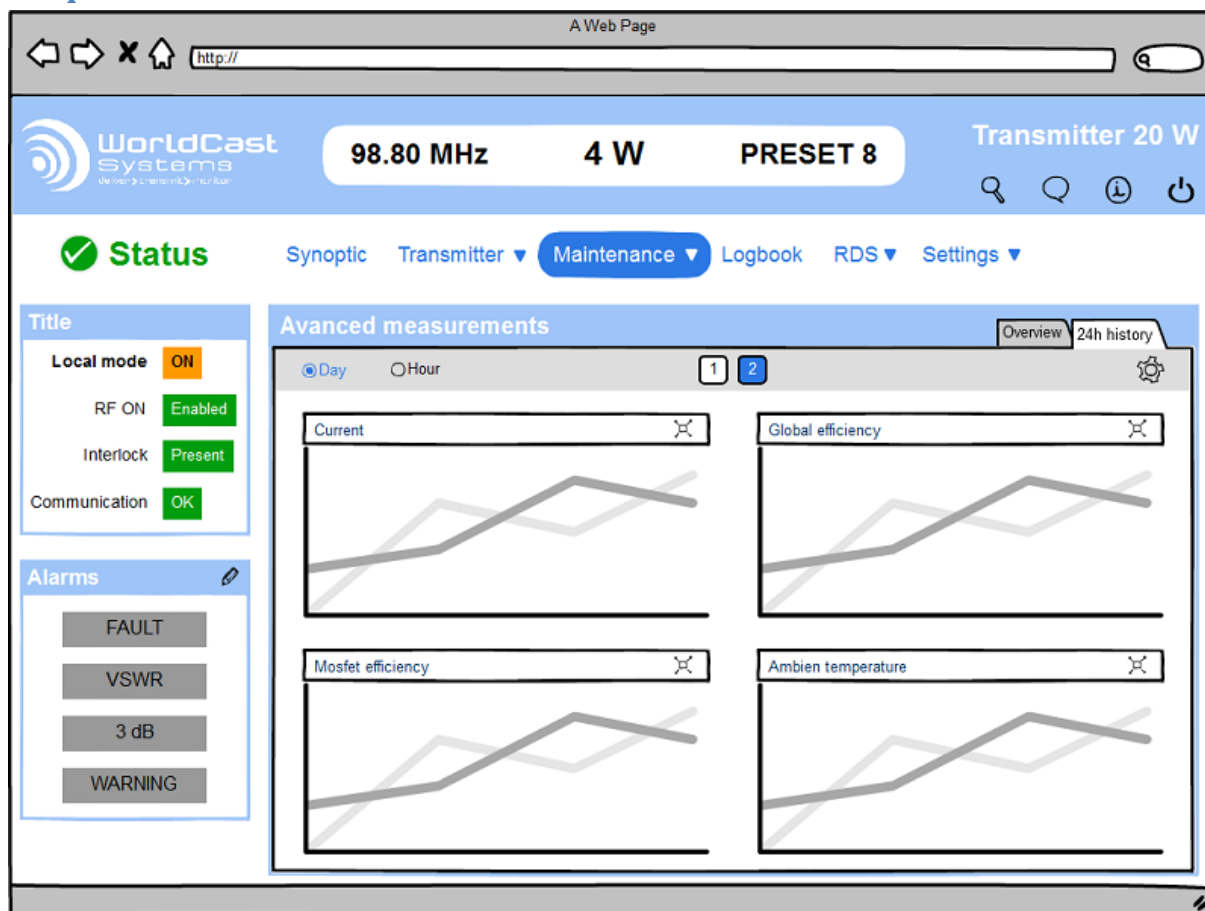 A Web Page
http://
WorldCast
Systems
98.80 MHz 4 W PRESET 8
Transmitter 20 W
Status
Synoptic Transmitter ▼ Maintenance ▼ Logbook RDS ▼ Settings ▼
Title
Local mode ON
RF ON Enabled
Interlock Present
Communication OK
Alarms
FAULT
VSWR
3 dB
WARNING
Avanced measurements
Overview 24h history
Day Hour 1 2
Current
Global efficiency
Mosfet efficiency
Ambien temperature